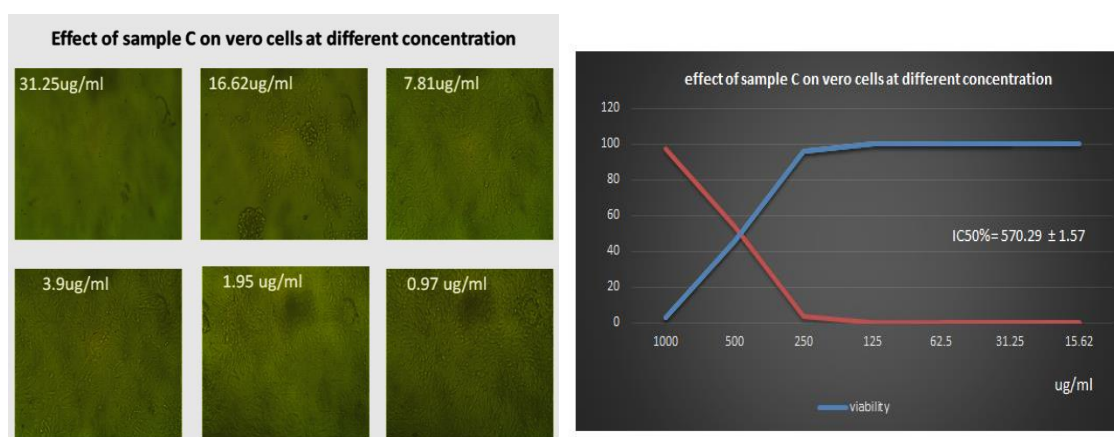 Effect of sample C on vero cells at different concentration
31.25ug/ml
16.62ug/ml
7.81ug/ml
3.9ug/ml
1.95 ug/ml
0.97 ug/ml
effect of sample C on vero cells at different concentration
120
100
80
60
40
20
0
IC50%= 570.29 ± 1.57
1000 500 250 125 62.5 31.25 15.62
ug/ml
viability